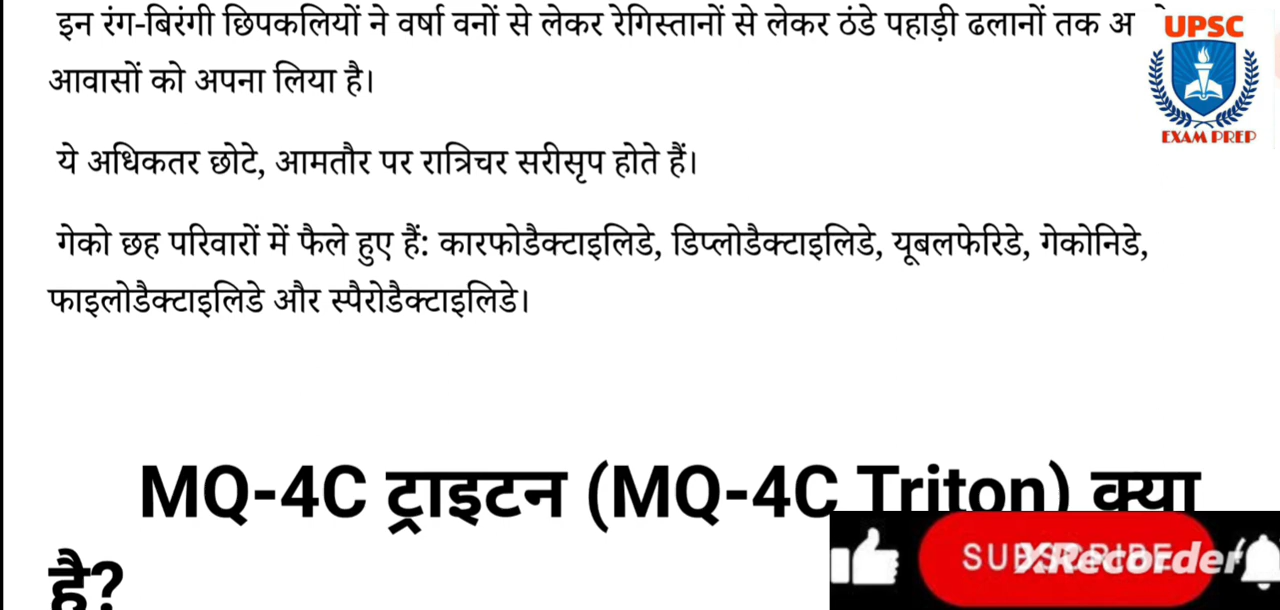 इन रंग-बिरंगी छिपकलियों ने वर्षा वनों से लेकर रेगिस्तानों से लेकर ठंडे पहाड़ी ढलानों तक
आवासों को अपना लिया है।
ये अधिकतर छोटे, आमतौर पर रात्रिचर सरीसृप होते हैं।
गेको छह परिवारों में फैले हुए हैं: कारफोडैक्टाइलिडे, डिप्लोडैक्टाइलिडे, यूबलफेरिडे, गेकोनिडे,
फाइलोडैक्टाइलिडे और स्पैरोडैक्टाइलिडे।
MQ-4C ट्राइटन (MQ-4C Triton) क्या
है?
UPSC
EXAM PREP
SUBSCRIBE
XRecorder